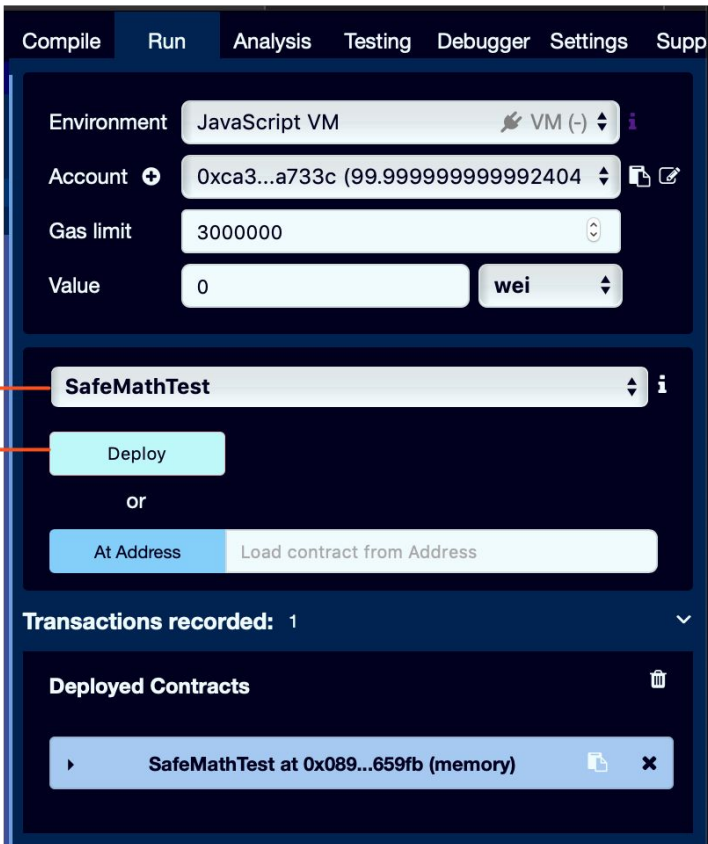 Compile Run Analysis Testing Debugger Settings Supp
Environment JavaScript VM VM (-)
Account 0xca3...a733c (99.999999999992404
Gas limit 3000000
Value 0 wei
SafeMathTest
Deploy
or
At Address Load contract from Address
Transactions recorded: 1
Deployed Contracts
SafeMathTest at 0x089...659fb (memory)